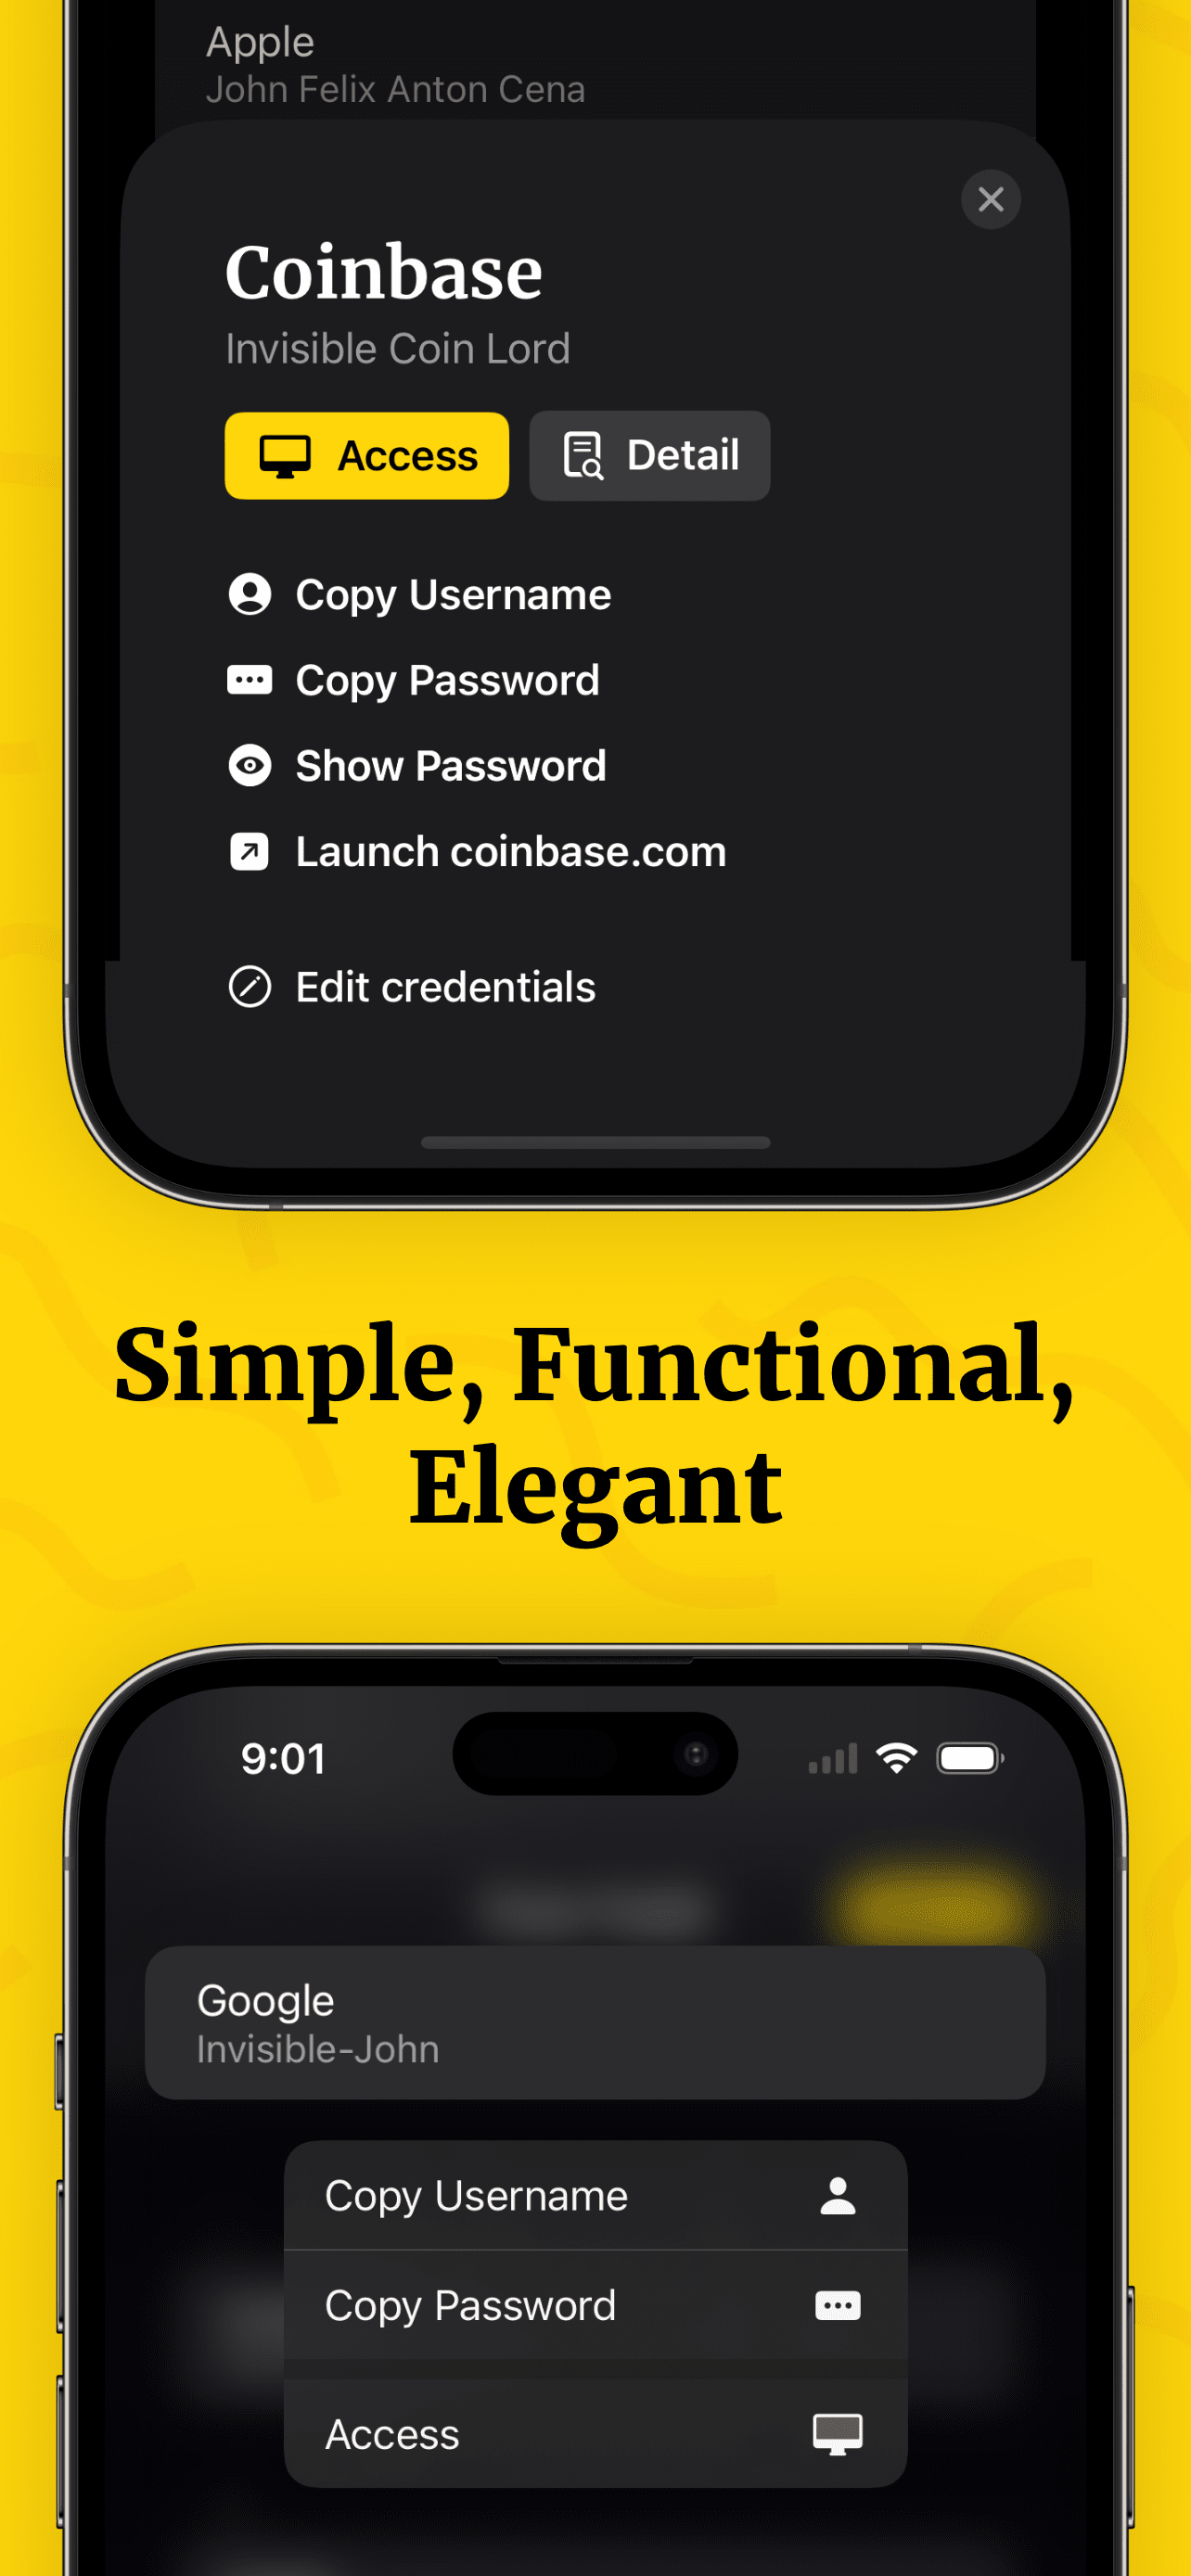 Apple
John Felix Anton Cena
Coinbase
Invisible Coin Lord
Access
Detail
Copy Username
Copy Password
Show Password
Launch coinbase.com
Edit credentials
Simple, Functional,
Elegant
9:01
Google
Invisible-John
Copy Username
Copy Password
Access